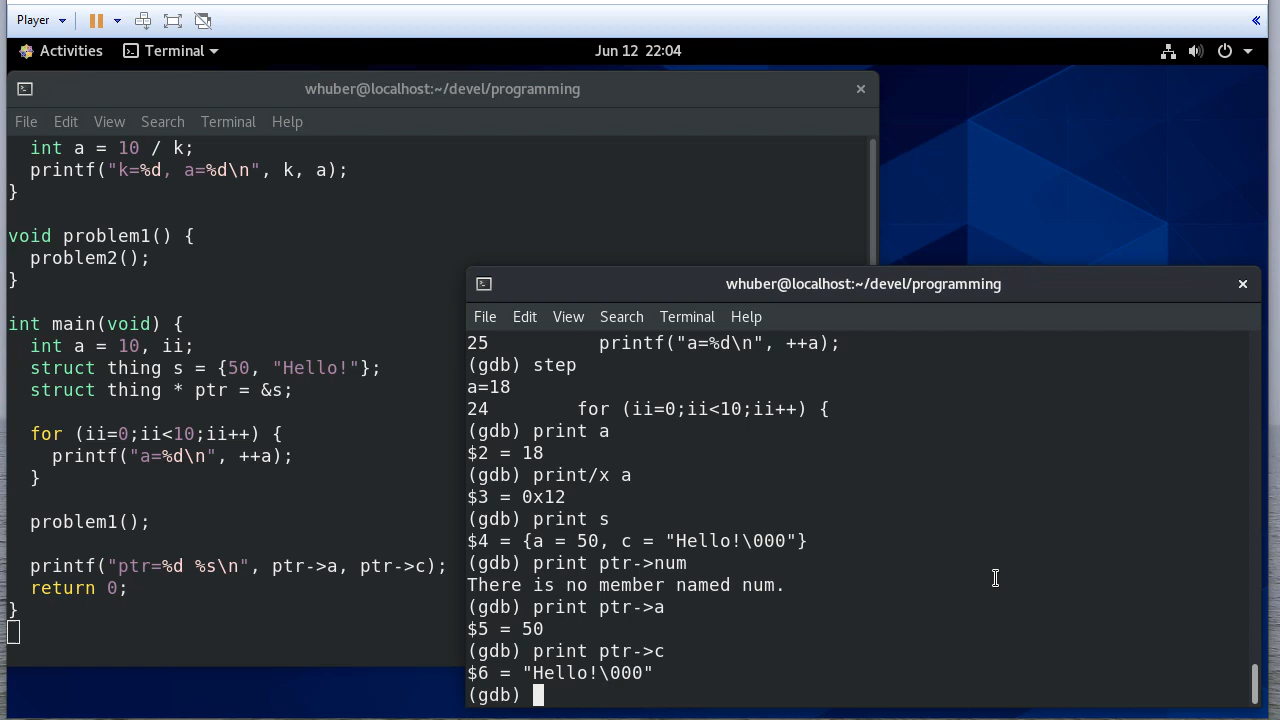 Player
Activities
Terminal
Jun 12 22:04
whuber@localhost:~/devel/programming
File Edit View Search Terminal Help
int a = 10 / k;
printf("k=%d, a=%d\n", k, a);
}
void problem1() {
problem2();
}
int main(void) {
int a = 10, ii;
struct thing s = {50, "Hello!"};
struct thing * ptr = &s;
for (ii=0;ii<10;ii++) {
printf("a=%d\n", ++a);
}
problem1();
printf("ptr=%d %s\n", ptr->a, ptr->c);
return 0;
}
whuber@localhost:~/devel/programming
File Edit View Search Terminal Help
25 printf("a=%d\n", ++a);
(gdb) step
a=18
24 for (ii=0;ii<10;ii++) {
(gdb) print a
$2 = 18
(gdb) print/x a
$3 = 0x12
(gdb) print s
$4 = {a = 50, c = "Hello!\000"}
(gdb) print ptr->num
There is no member named num.
(gdb) print ptr->a
$5 = 50
(gdb) print ptr->c
$6 = "Hello!\000"
(gdb)